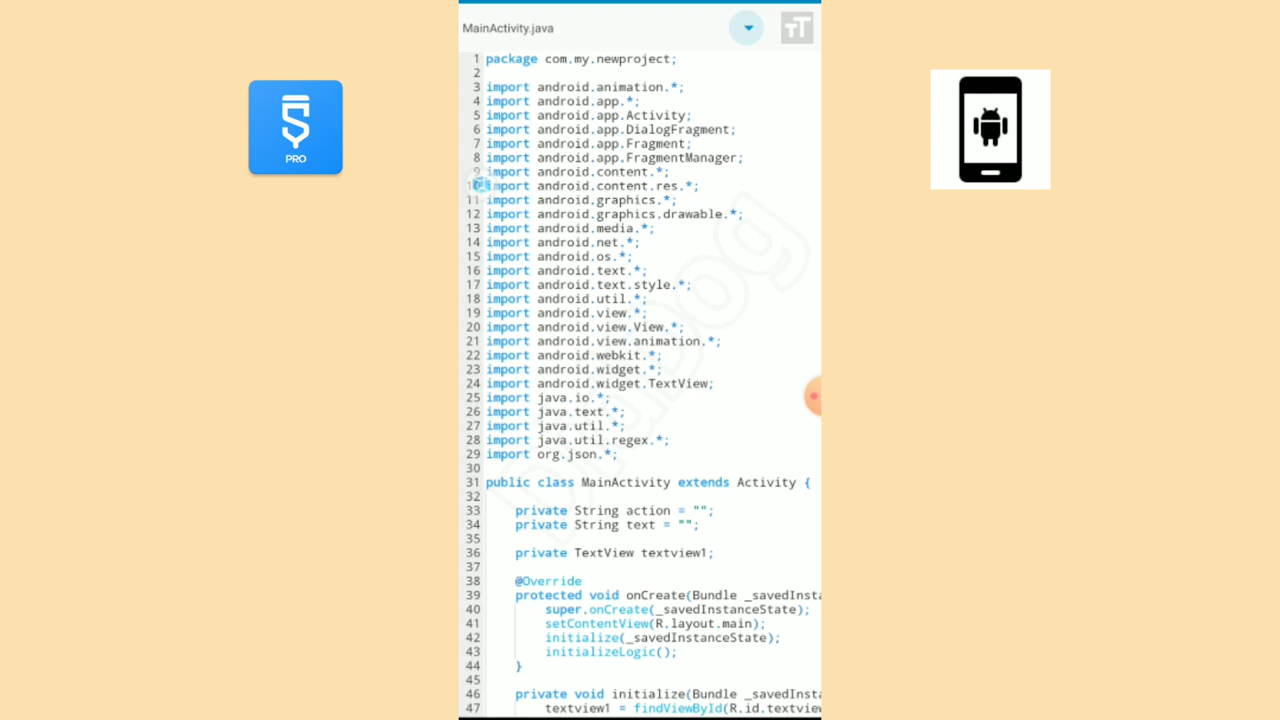 MainActivity.java
TT
PRO
1 package com.my.newproject;
2
3 import android.animation.*;
4 import android.app.*;
5 import android.app.Activity;
6 import android.app.DialogFragment;
7 import android.app.Fragment;
8 import android.app.FragmentManager;
9 import android.content.*;
10 import android.content.res.*;
11 import android.graphics.*;
12 import android.graphics.drawable.*;
13 import android.media.*;
14 import android.net.*;
15 import android.os.*;
16 import android.text.*;
17 import android.text.style.*;
18 import android.util.*;
19 import android.view.*;
20 import android.view.View.*;
21 import android.view.animation.*;
22 import android.webkit.*;
23 import android.widget.*;
24 import android.widget.TextView;
25 import java.io.*;
26 import java.text.*;
27 import java.util.*;
28 import java.util.regex.*;
29 import org.json.*;
30
31 public class MainActivity extends Activity {
32
33 private String action = "";
34 private String text = "";
35
36 private TextView textview1;
37
38 @Override
39 protected void onCreate(Bundle _savedInsta
40 super.onCreate(_savedInstanceState);
41 setContentView(R.layout.main);
42 initialize(_savedInstanceState);
43 initializeLogic();
44 }
45
46 private void initialize(Bundle _savedInsta
47 textview1 = findViewById(R.id.textview